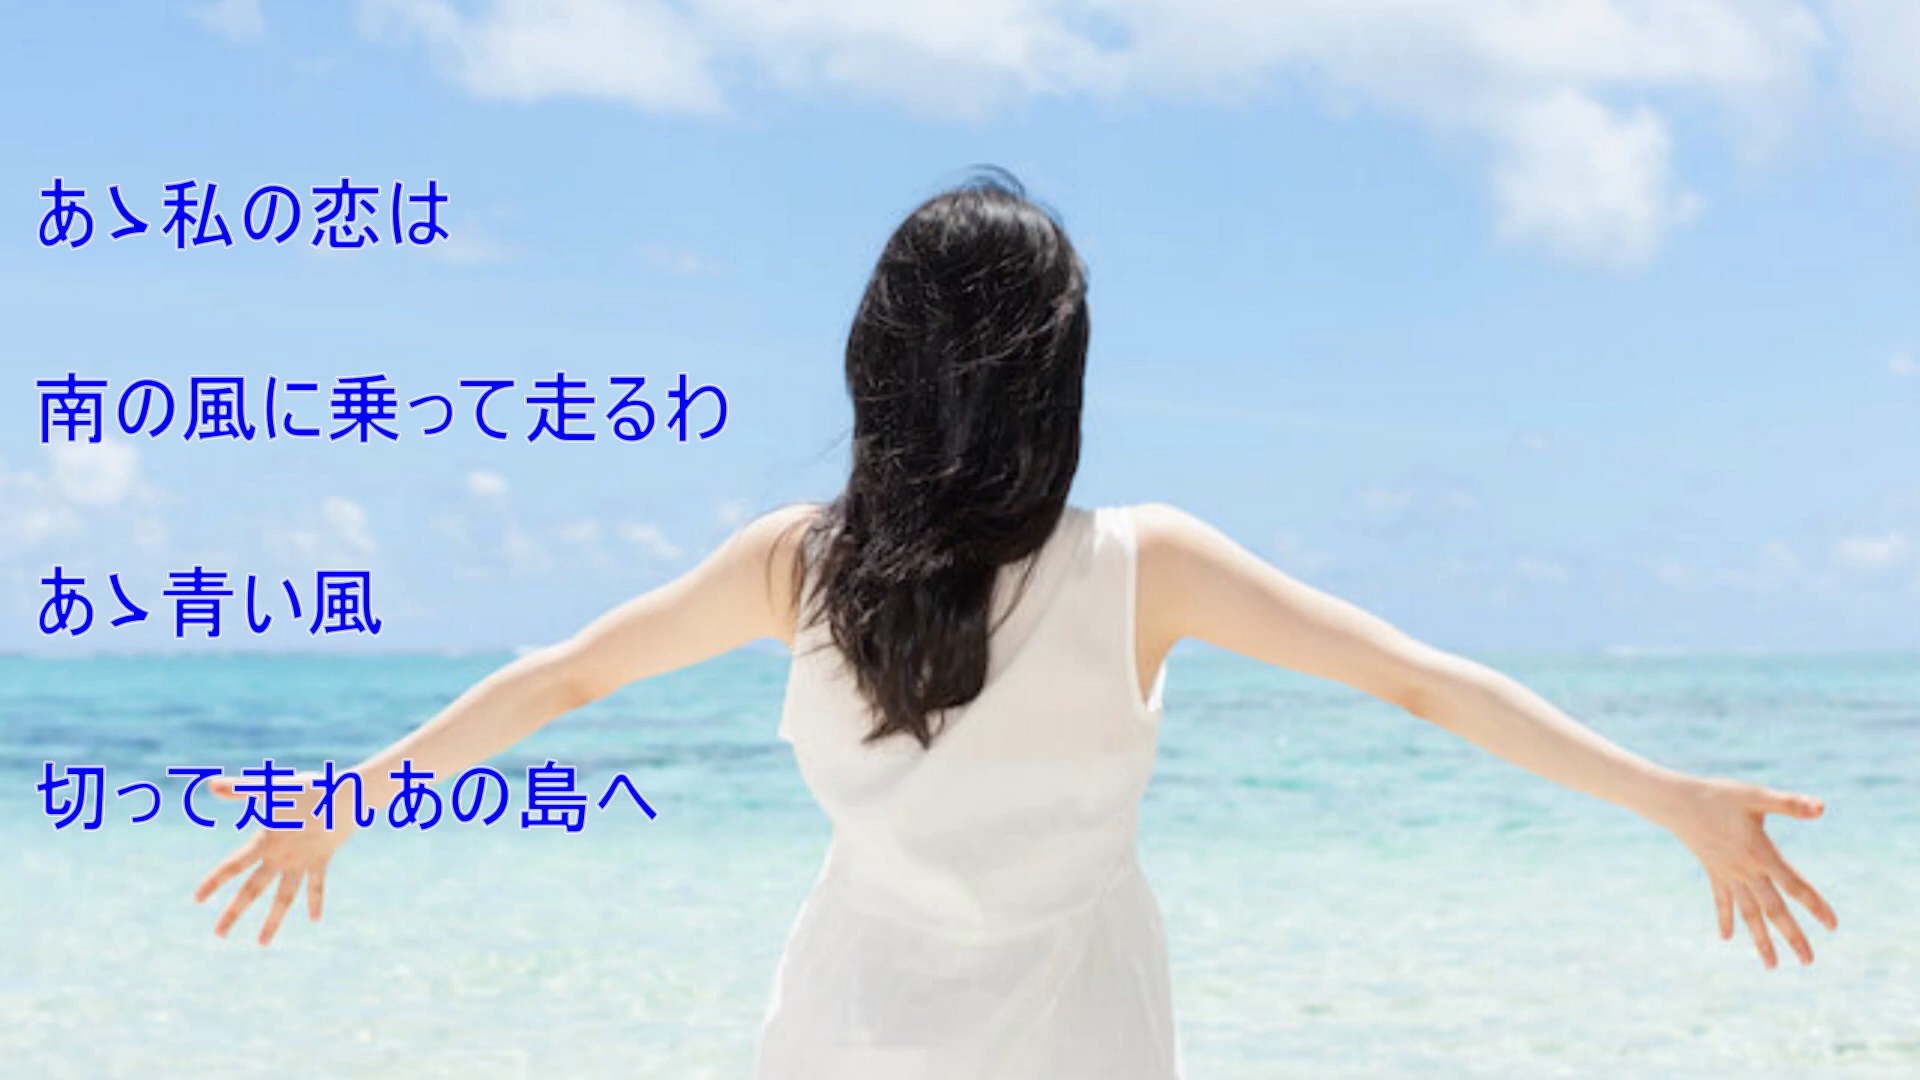 あゝ私の恋は
南の風に乗って走るわ
あゝ青い風
切って走れあの島へ